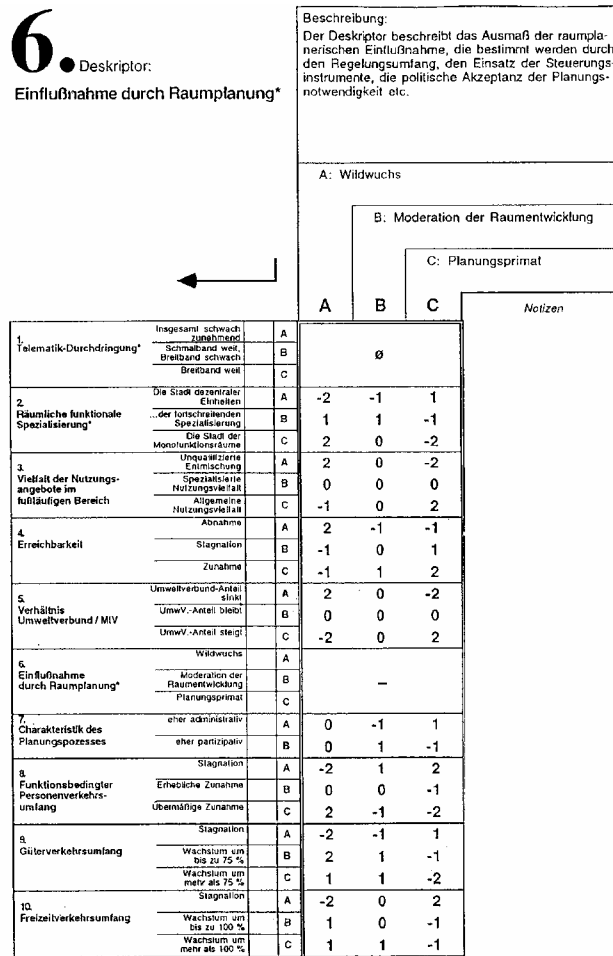 6. ● Deskriptor:
Einflußnahme durch Raumplanung*
Beschreibung:
Der Deskriptor beschreibt das Ausmaß der raumpla-
nerischen Einflußnahme, die bestimmt werden durch
den Regelungsumfang, den Einsatz der Steuerungs-
instrumente, die politische Akzeptanz der Planungs-
notwendigkeit etc.
A: Wildwuchs
B: Moderation der Raumentwicklung
C: Planungsprimat
A B C Notizen
1. Telematik-Durchdringung*
Insgesamt schwach zunehmend A
Schmalband weit, Breitband schwach B ø
Breitband weit C
2. Räumliche funktionale Spezialisierung*
Die Stadt dezentraler Einheiten A -2 -1 1
...der fortschreitenden Spezialisierung B 1 1 -1
Die Stadt der Monofunktionsräume C 2 0 -2
3. Vielfalt der Nutzungs-angebote im fußläufigen Bereich
Unqualifizierte Entmischung A 2 0 -2
Spezialisierte Nutzungsvielfalt B 0 0 0
Allgemeine Nutzungsvielfalt C -1 0 2
4. Erreichbarkeit
Abnahme A 2 -1 -1
Stagnation B -1 0 1
Zunahme C -1 1 2
5. Verhältnis Umweltverbund / MIV
Umweltverbund-Anteil sinkt A 2 0 -2
UmwV.-Anteil bleibt B 0 0 0
UmwV.-Anteil steigt C -2 0 2
6. Einflußnahme durch Raumplanung*
Wildwuchs A
Moderation der Raumentwicklung B –
Planungsprimat C
7. Charakteristik des Planungspozesses
eher administrativ A 0 -1 1
eher partizipativ B 0 1 -1
8. Funktionsbedingter Personenverkehrs-umfang
Stagnation A -2 1 2
Erhebliche Zunahme B 0 0 -1
Übermäßige Zunahme C 2 -1 -2
9. Güterverkehrsumfang
Stagnation A -2 -1 1
Wachstum um bis zu 75 % B 2 1 -1
Wachstum um mehr als 75 % C 1 1 -2
10. Freizeitverkehrsumfang
Stagnation A -2 0 2
Wachstum um bis zu 100 % B 1 0 -1
Wachstum um mehr als 100 % C 1 1 -1